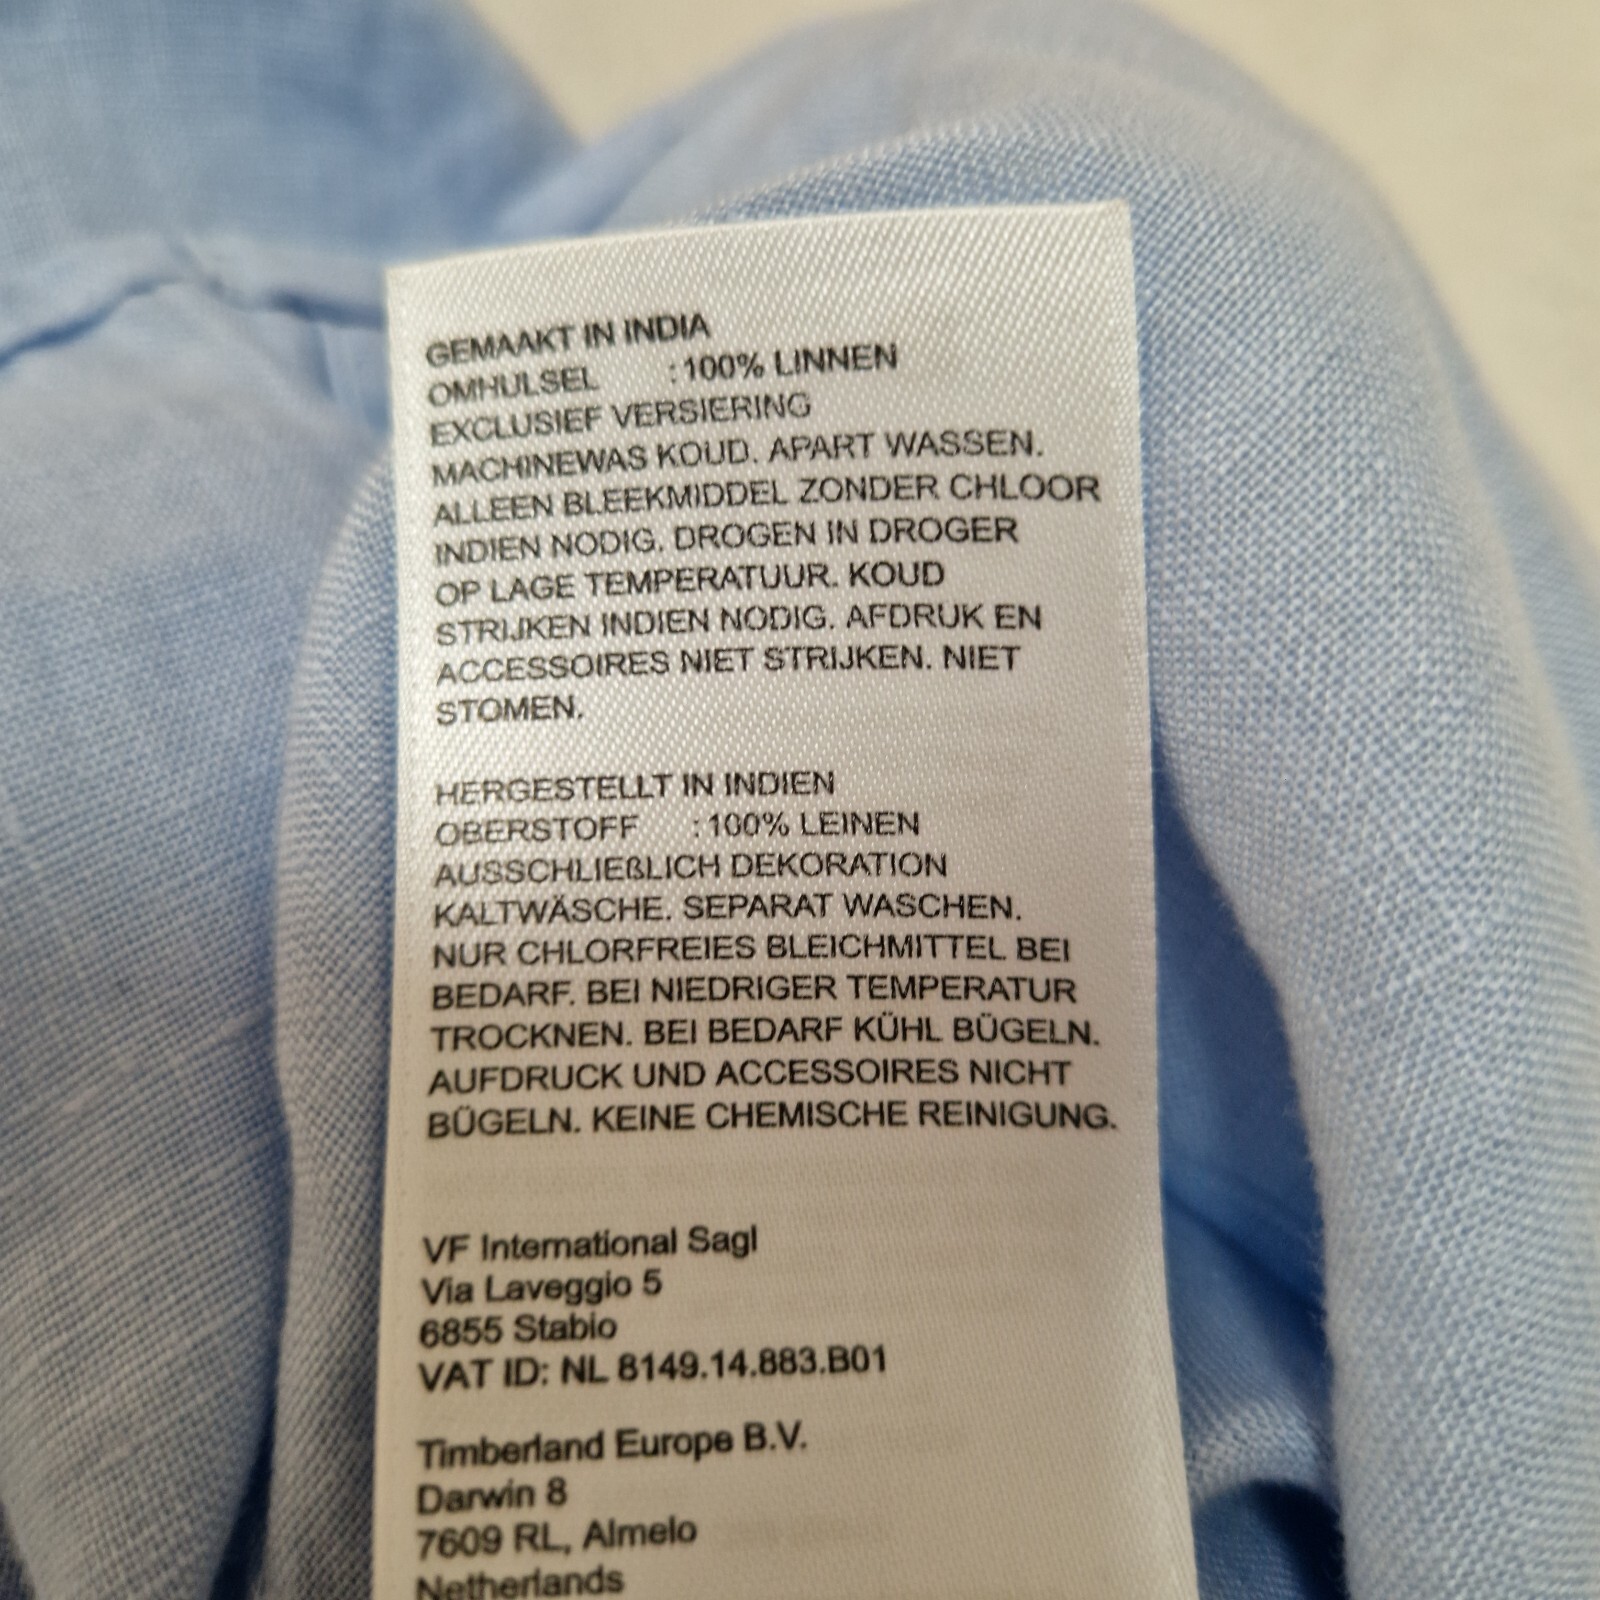 GEMAAKT IN INDIA
OMHULSEL : 100% LINNEN
EXCLUSIEF VERSIERING
MACHINEWAS KOUD. APART WASSEN.
ALLEEN BLEEKMIDDEL ZONDER CHLOOR
INDIEN NODIG. DROGEN IN DROGER
OP LAGE TEMPERATUUR. KOUD
STRIJKEN INDIEN NODIG. AFDRUK EN
ACCESSOIRES NIET STRIJKEN. NIET
STOMEN.
HERGESTELLT IN INDIEN
OBERSTOFF : 100% LEINEN
AUSSCHLIEßLICH DEKORATION
KALTWÄSCHE. SEPARAT WASCHEN.
NUR CHLORFREIES BLEICHMITTEL BEI
BEDARF. BEI NIEDRIGER TEMPERATUR
TROCKNEN. BEI BEDARF KÜHL BÜGELN.
AUFDRUCK UND ACCESSOIRES NICHT
BÜGELN. KEINE CHEMISCHE REINIGUNG.
VF International Sagl
Via Laveggio 5
6855 Stabio
VAT ID: NL 8149.14.883.B01
Timberland Europe B.V.
Darwin 8
7609 RL, Almelo
Netherlands